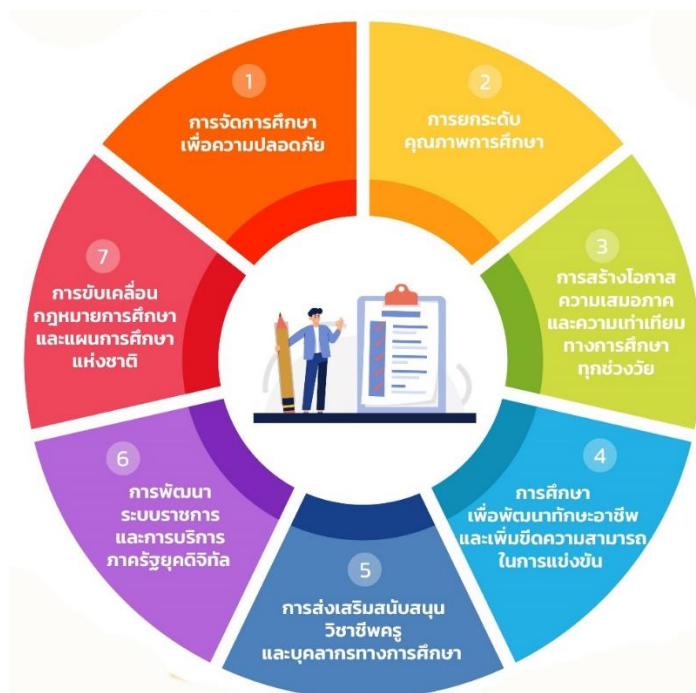 1
การจัดการศึกษา
เพื่อความปลอดภัย
2
การยกระดับ
คุณภาพการศึกษา
3
การสร้างโอกาส
ความเสมอภาค
และความเท่าเทียม
ทางการศึกษา
ทุกช่วงวัย
4
การศึกษา
เพื่อพัฒนาทักษะอาชีพ
และเพิ่มขีดความสามารถ
ในการแข่งขัน
5
การส่งเสริมสนับสนุน
วิชาชีพครู
และบุคลากรทางการศึกษา
6
การพัฒนา
ระบบราชการ
และการบริการ
ภาครัฐยุคดิจิทัล
7
การขับเคลื่อน
กฎหมายการศึกษา
และแผนการศึกษา
แห่งชาติ